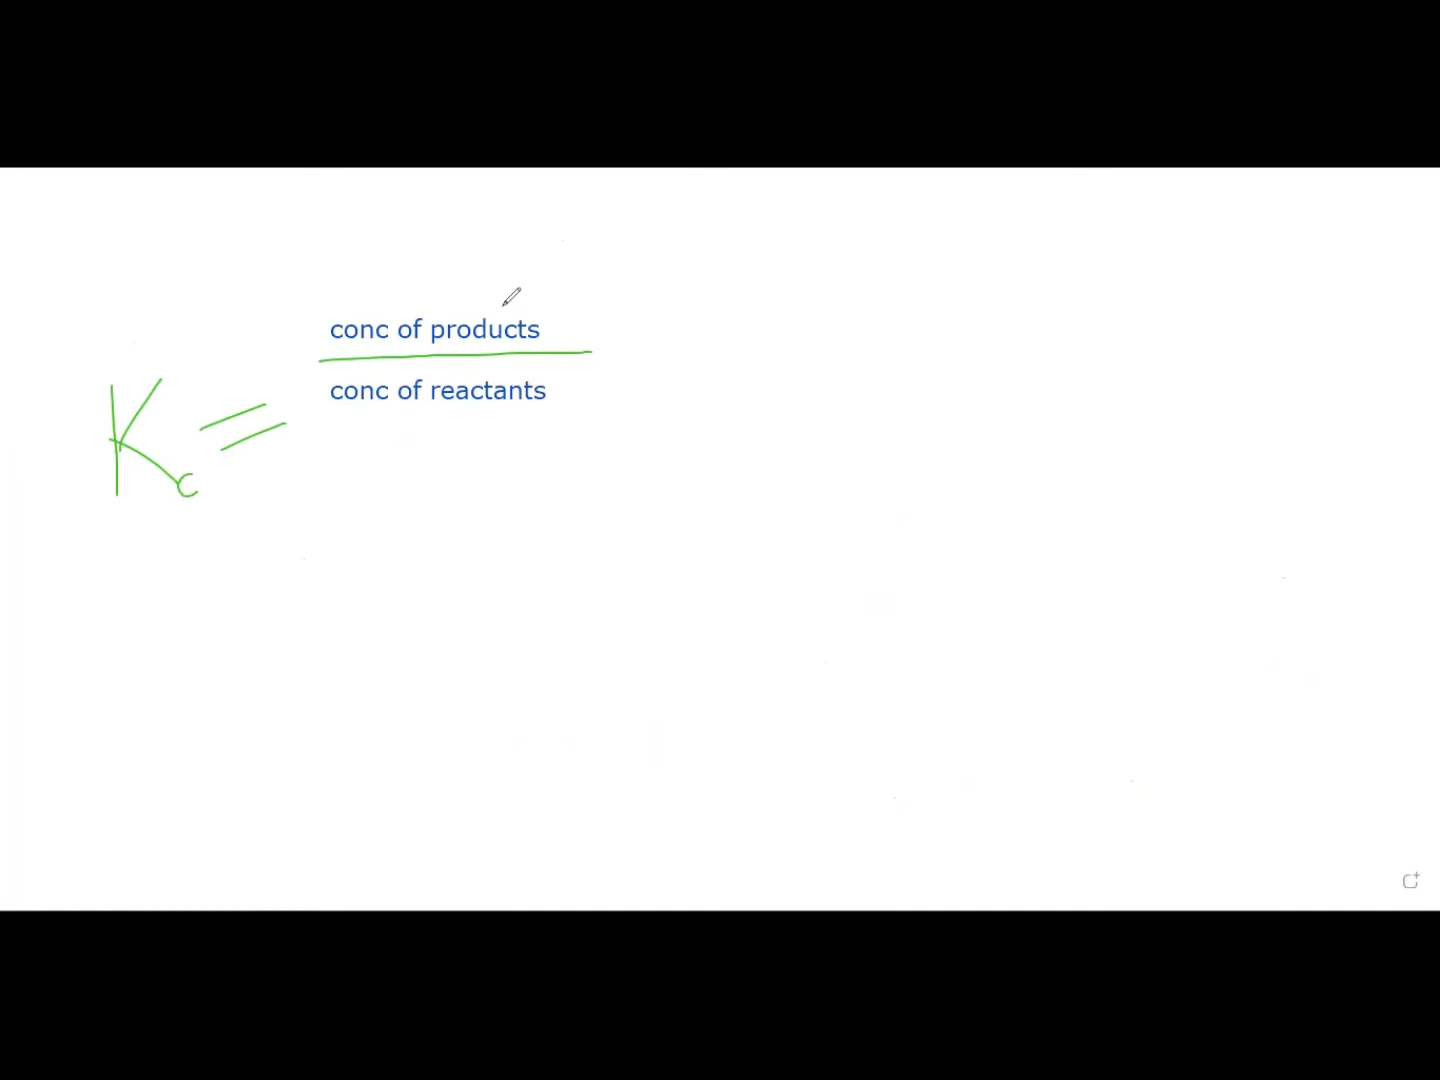 conc of products
Kc =
conc of reactants